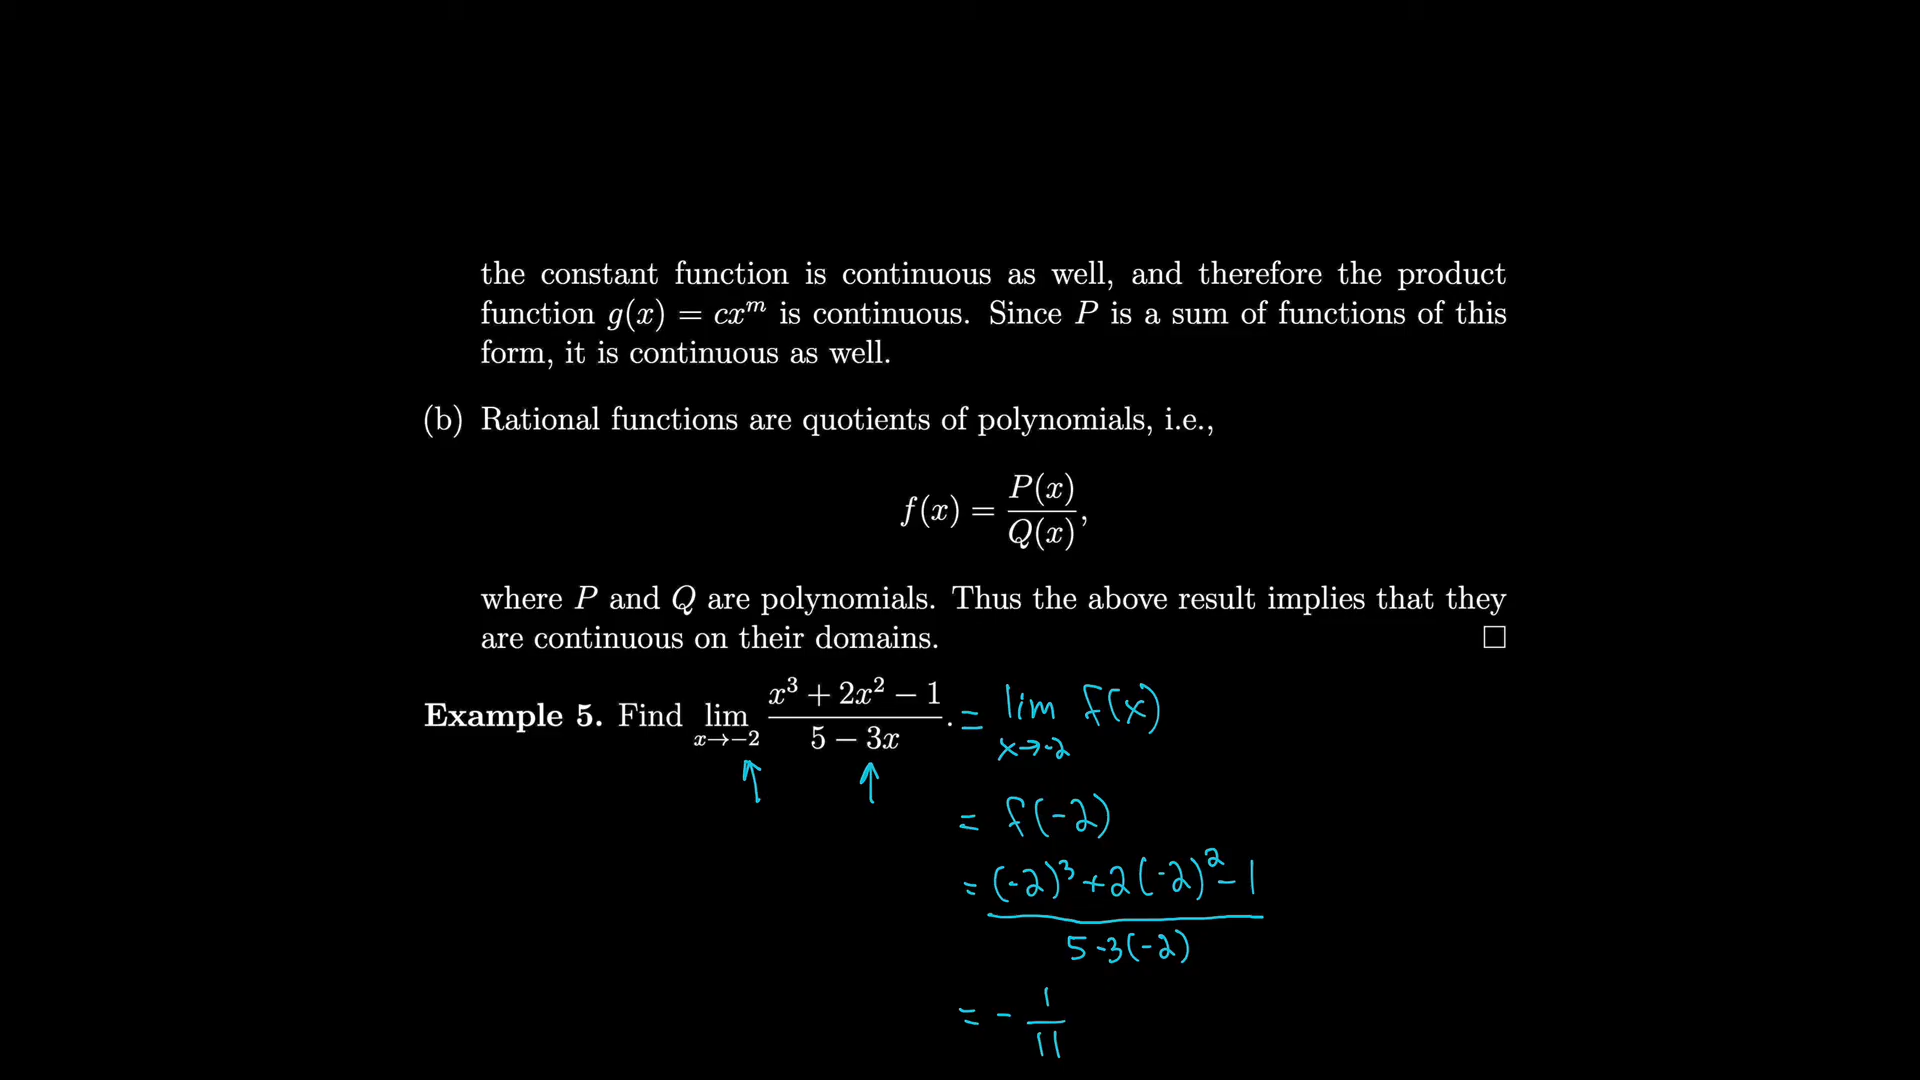 the constant function is continuous as well, and therefore the product
function g(x) = cx^m is continuous. Since P is a sum of functions of this
form, it is continuous as well.
(b) Rational functions are quotients of polynomials, i.e.,
f(x) = P(x)/Q(x),
where P and Q are polynomials. Thus the above result implies that they
are continuous on their domains. □
Example 5. Find lim_{x→−2} (x³ + 2x² − 1)/(5 − 3x). = lim_{x→-2} f(x)
= f(-2)
= ((-2)³+2(-2)²-1)/(5-3(-2))
= -1/11